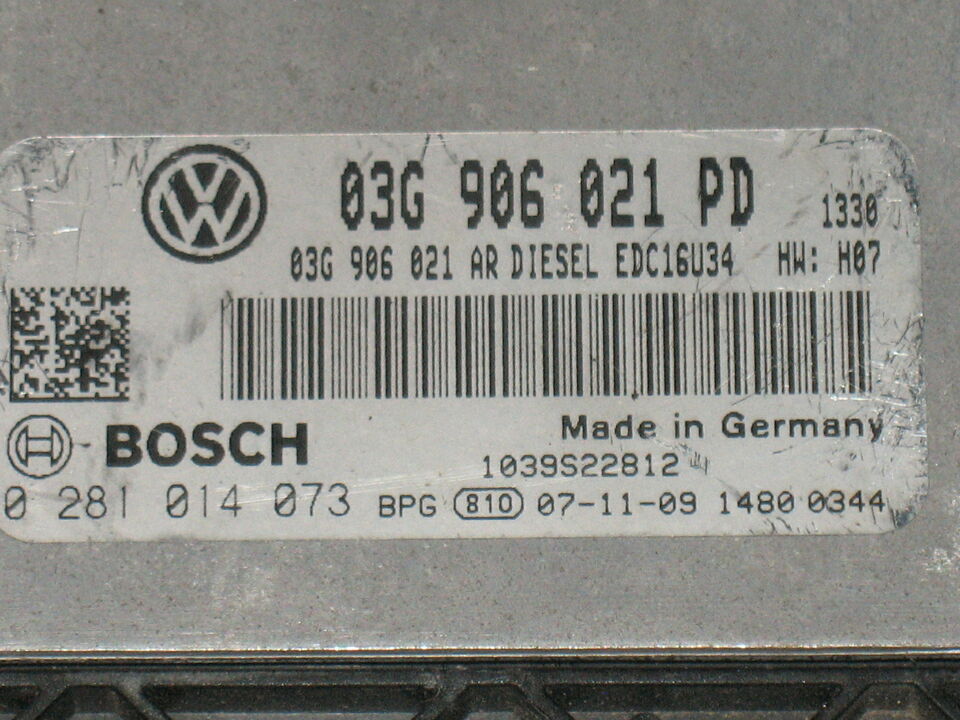 03G 906 021 PD 1330
03G 906 021 AR DIESEL EDC16U34 HW: H07
BOSCH
Made in Germany
1039S22812
0 281 014 073 BPG 810 07-11-09 1480 0344